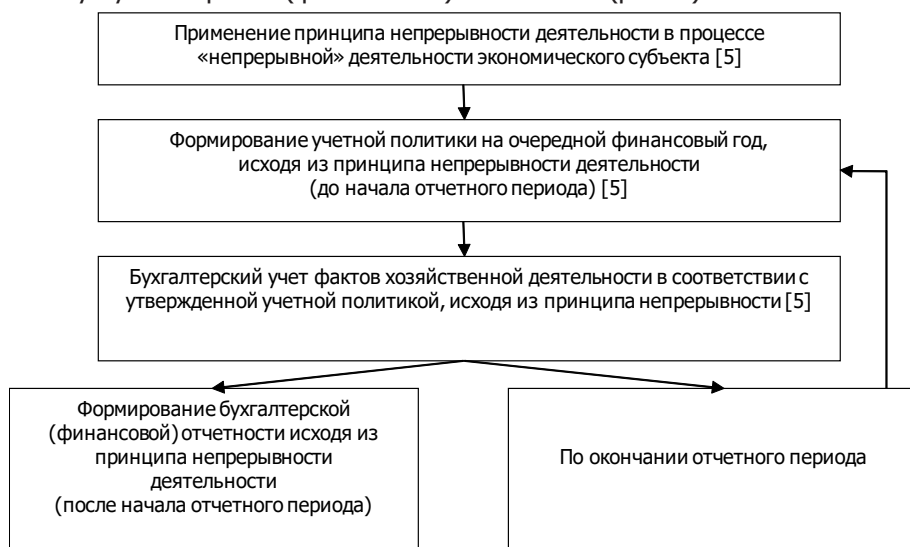 Применение принципа непрерывности деятельности в процессе
«непрерывной» деятельности экономического субъекта [5]
Формирование учетной политики на очередной финансовый год,
исходя из принципа непрерывности деятельности
(до начала отчетного периода) [5]
Бухгалтерский учет фактов хозяйственной деятельности в соответствии с
утвержденной учетной политикой, исходя из принципа непрерывности [5]
Формирование бухгалтерской
(финансовой) отчетности исходя из
принципа непрерывности
деятельности
(после начала отчетного периода)
По окончании отчетного периода